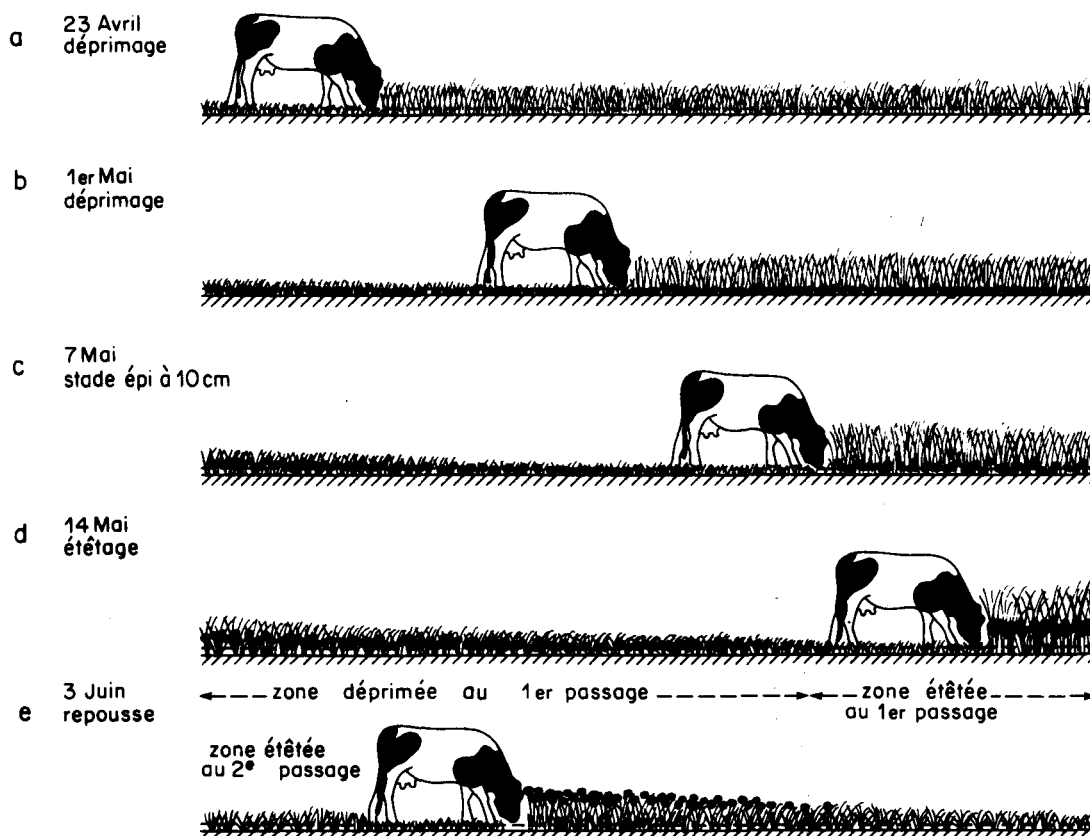 a 23 Avril
déprimage
b 1er Mai
déprimage
c 7 Mai
stade épi à 10 cm
d 14 Mai
étêtage
e 3 Juin
repousse
zone déprimée au 1er passage
zone étêtée
au 1er passage
zone étêtée
au 2e passage